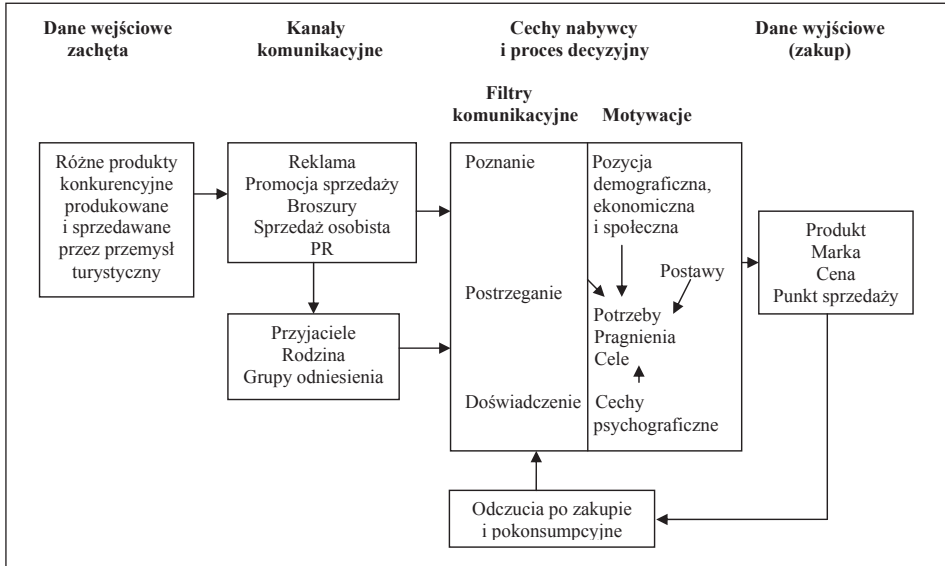 Dane wejściowe
zachęta
Kanały
komunikacyjne
Cechy nabywcy
i proces decyzyjny
Dane wyjściowe
(zakup)
Filtry
komunikacyjne
Motywacje
Różne produkty
konkurencyjne
produkowane
i sprzedawane
przez przemysł
turystyczny
Reklama
Promocja sprzedaży
Broszury
Sprzedaż osobista
PR
Przyjaciele
Rodzina
Grupy odniesienia
Poznanie
Postrzeganie
Doświadczenie
Pozycja
demograficzna,
ekonomiczna
i społeczna
Postawy
Potrzeby
Pragnienia
Cele
Cechy
psychograficzne
Produkt
Marka
Cena
Punkt sprzedaży
Odczucia po zakupie
i pokonsumpcyjne